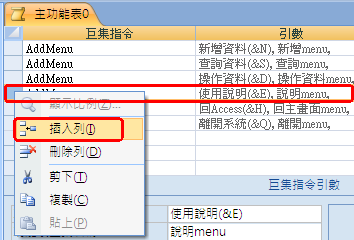 主功能表0
巨集指令 引數
AddMenu 新增資料(&N), 新增menu,
AddMenu 查詢資料(&S), 查詢menu,
AddMenu 操作資料(&D), 操作資料menu
使用說明(&E), 說明menu,
顯示比例(Z)... 回Access(&H), 回主畫面menu,
插入列(I) 離開系統(&Q), 離開menu,
刪除列(D)
剪下(T)
複製(C) 巨集指令引數
貼上(P) 使用說明(&E)
說明menu